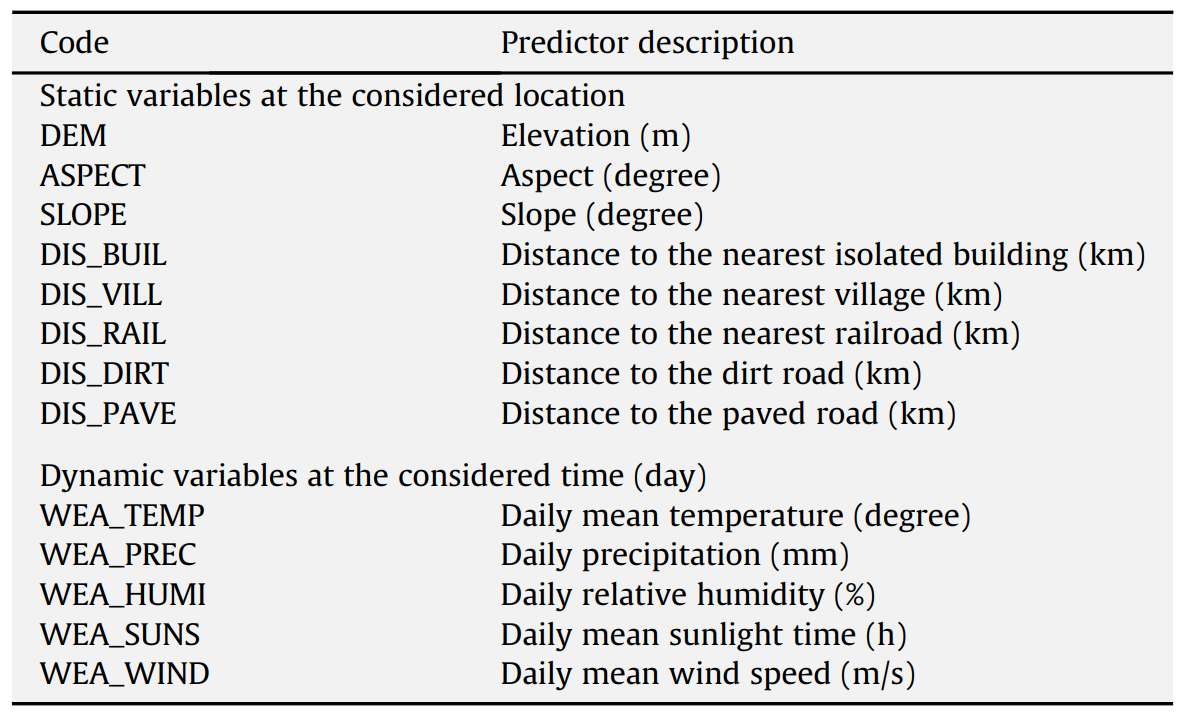 Code Predictor description
Static variables at the considered location
DEM Elevation (m)
ASPECT Aspect (degree)
SLOPE Slope (degree)
DIS_BUIL Distance to the nearest isolated building (km)
DIS_VILL Distance to the nearest village (km)
DIS_RAIL Distance to the nearest railroad (km)
DIS_DIRT Distance to the dirt road (km)
DIS_PAVE Distance to the paved road (km)
Dynamic variables at the considered time (day)
WEA_TEMP Daily mean temperature (degree)
WEA_PREC Daily precipitation (mm)
WEA_HUMI Daily relative humidity (%)
WEA_SUNS Daily mean sunlight time (h)
WEA_WIND Daily mean wind speed (m/s)